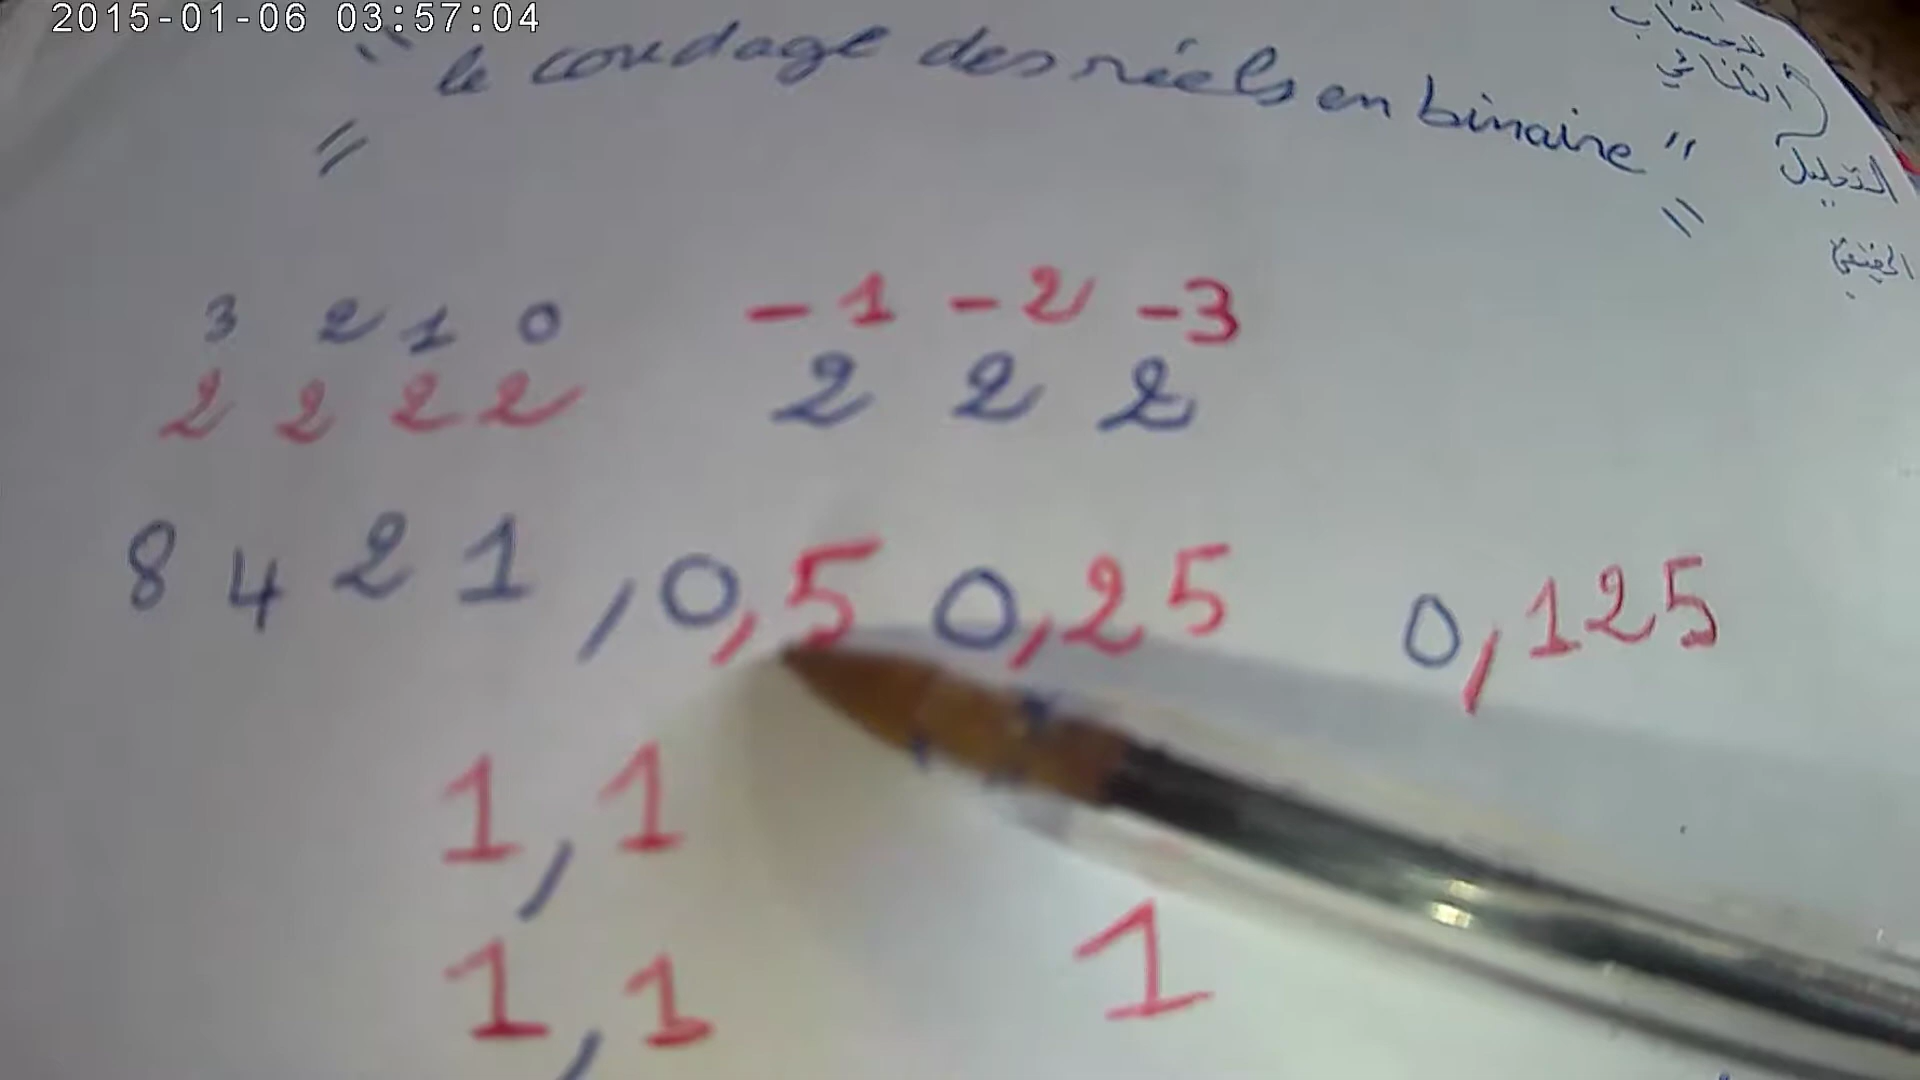 2015-01-06 03:57:04
"le coudage des réels en binaire"
الثنائي
التحليل
3 2 1 0 -1 -2 -3
2 2 2 2 2 2 2
8 4 2 1 , 0,5 0,25 0,125
1,1
1,1 1